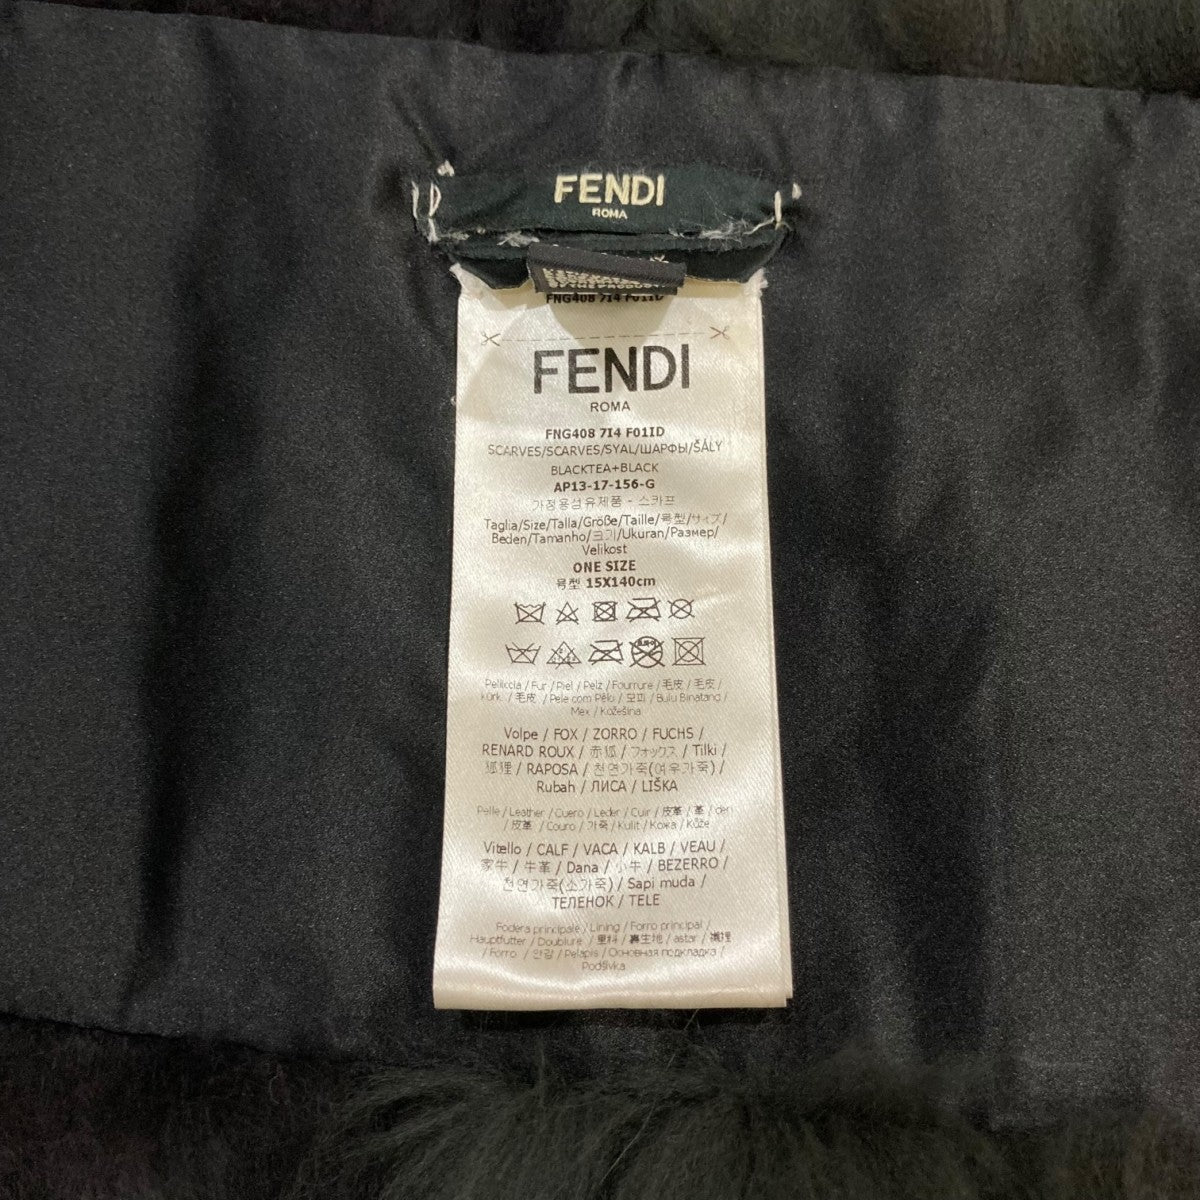 FENDI
ROMA
FNG408 7I4 F01ID
FENDI
ROMA
FNG408 7I4 F01ID
SCARVES/SCARVES/SYAL/ШАРФЫ/ŠÁLY
BLACKTEA+BLACK
AP13-17-156-G
가정용섬유제품 - 스카프
Taglia/Size/Talla/Größe/Taille/号型/サイズ/
Beden/Tamanho/크기/Ukuran/Размер/
Velikost
ONE SIZE
号型 15X140cm
Pelliccia / Fur / Piel / Pelz / Fourrure / 毛皮 / 毛皮 /
kürk / 毛皮 / Pele com Pêlo / 모피 / Bulu Binatang /
Mex / Kožešina
Volpe / FOX / ZORRO / FUCHS /
RENARD ROUX / 赤狐 / フォックス / Tilki /
狐狸 / RAPOSA / 천연가죽(여우가죽) /
Rubah / ЛИСА / LIŠKA
Pelle / Leather / Cuero / Leder / Cuir / 皮革 / 革 / deri
/ 皮革 / Couro / 가죽 / Kulit / Кожа / Kůže
Vitello / CALF / VACA / KALB / VEAU /
家牛 / 牛革 / Dana / 小牛 / BEZERRO /
천연가죽(소가죽) / Sapi muda /
ТЕЛЕНОК / TELE
Fodera principale / Lining / Forro principal /
Hauptfutter / Doublure / 里料 / 裏生地 / astar / 襯裡
/ Forro / 안감 / Pelapis / Основная подкладка /
Podšívka